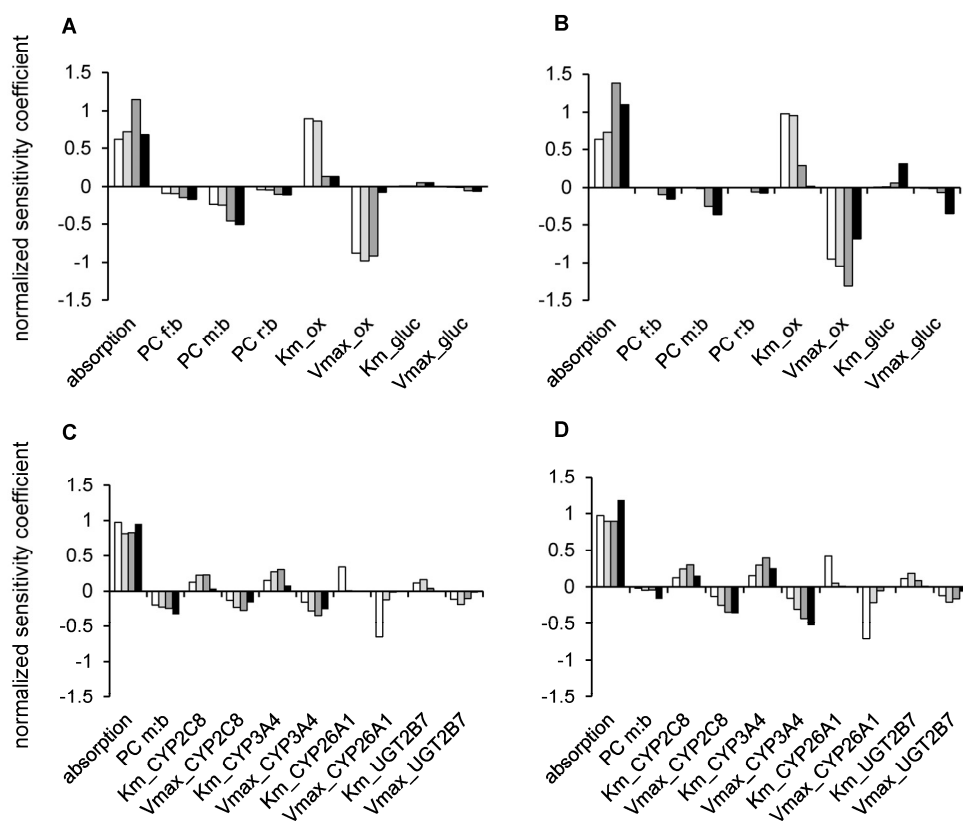 A
normalized sensitivity coefficient
1.5
1
0.5
0
-0.5
-1
-1.5
absorption
PC f:b
PC m:b
PC r:b
Km_ox
Vmax_ox
Km_gluc
Vmax_gluc
B
1.5
1
0.5
0
-0.5
-1
-1.5
absorption
PC f:b
PC m:b
PC r:b
Km_ox
Vmax_ox
Km_gluc
Vmax_gluc
C
normalized sensitivity coefficient
1.5
1
0.5
0
-0.5
-1
-1.5
absorption
PC m:b
Km_CYP2C8
Vmax_CYP2C8
Km_CYP3A4
Vmax_CYP3A4
Km_CYP26A1
Vmax_CYP26A1
Km_UGT2B7
Vmax_UGT2B7
D
1.5
1
0.5
0
-0.5
-1
-1.5
absorption
PC m:b
Km_CYP2C8
Vmax_CYP2C8
Km_CYP3A4
Vmax_CYP3A4
Km_CYP26A1
Vmax_CYP26A1
Km_UGT2B7
Vmax_UGT2B7